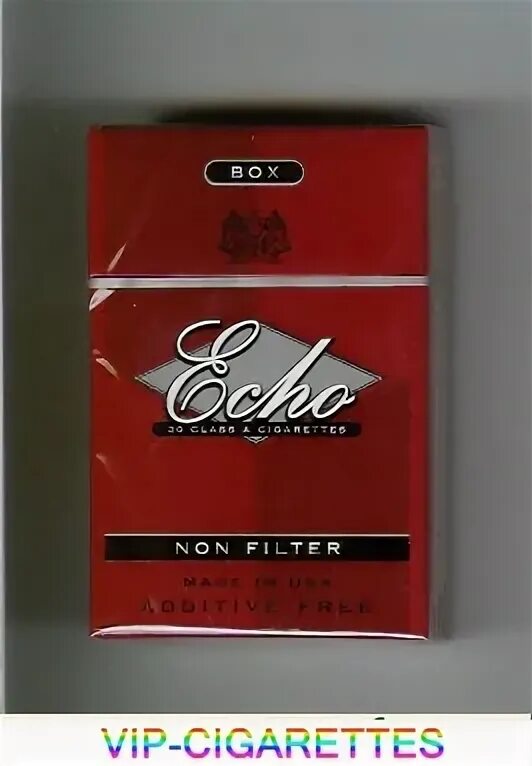 BOX
Echo
20 CLASS A CIGARETTES
NON FILTER
MADE IN USA
ADDITIVE FREE
VIP-CIGARETTES